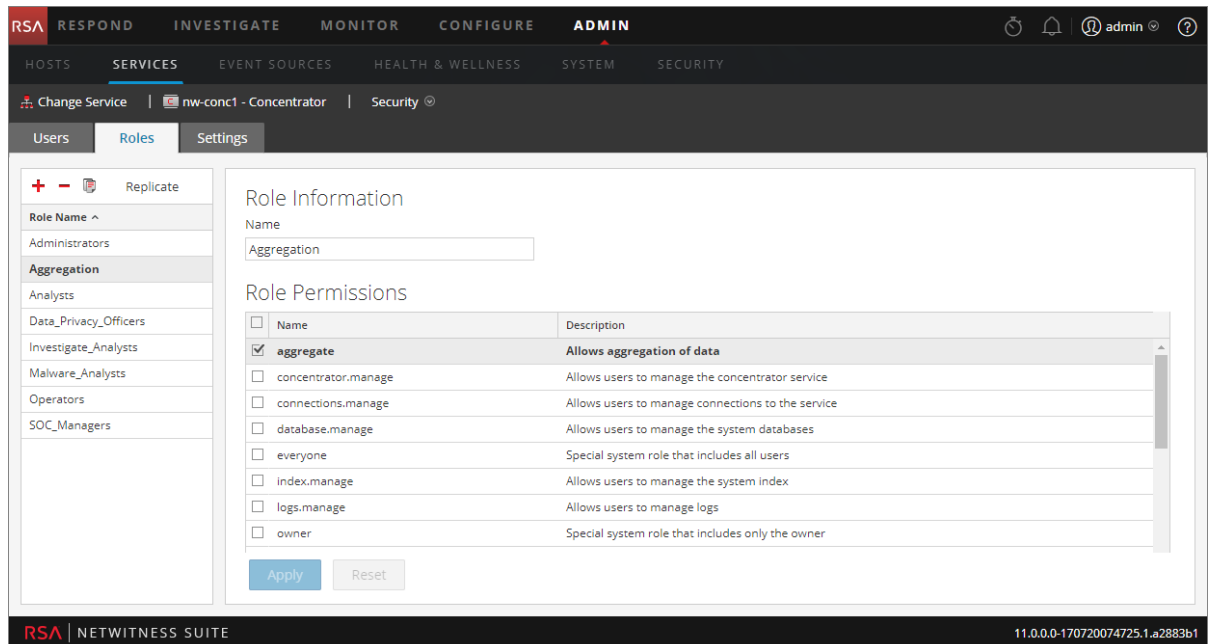 RSA RESPOND INVESTIGATE MONITOR CONFIGURE ADMIN admin ?
HOSTS SERVICES EVENT SOURCES HEALTH & WELLNESS SYSTEM SECURITY
Change Service | C nw-conc1 - Concentrator | Security
Users Roles Settings
Replicate
Role Name
Administrators
Aggregation
Analysts
Data_Privacy_Officers
Investigate_Analysts
Malware_Analysts
Operators
SOC_Managers
Role Information
Name
Aggregation
Role Permissions
Name Description
aggregate Allows aggregation of data
concentrator.manage Allows users to manage the concentrator service
connections.manage Allows users to manage connections to the service
database.manage Allows users to manage the system databases
everyone Special system role that includes all users
index.manage Allows users to manage the system index
logs.manage Allows users to manage logs
owner Special system role that includes only the owner
Apply Reset
RSA | NETWITNESS SUITE 11.0.0.0-170720074725.1.a2883b1